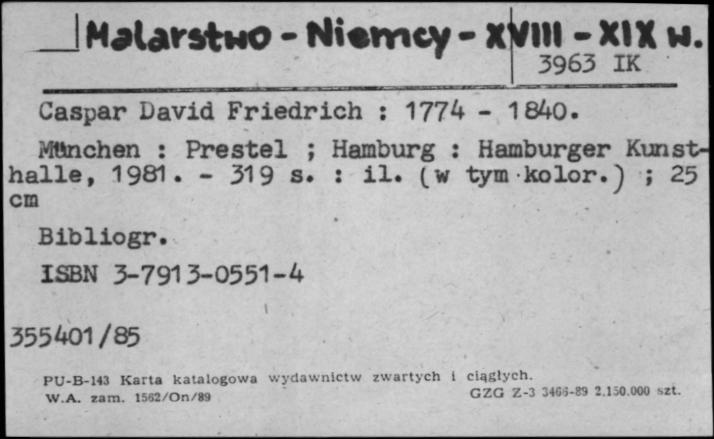 Malarstwo - Niemcy - XVIII - XIX w.
3963 IK
Caspar David Friedrich : 1774 - 1840.
München : Prestel ; Hamburg : Hamburger Kunst-
halle, 1981. - 319 s. : il. (w tym kolor.) ; 25
cm
Bibliogr.
ISBN 3-7913-0551-4
355401/85
PU-B-143 Karta katalogowa wydawnictw zwartych i ciągłych.
W.A. zam. 1562/On/89 GZG Z-3 3466-89 2.150.000 szt.